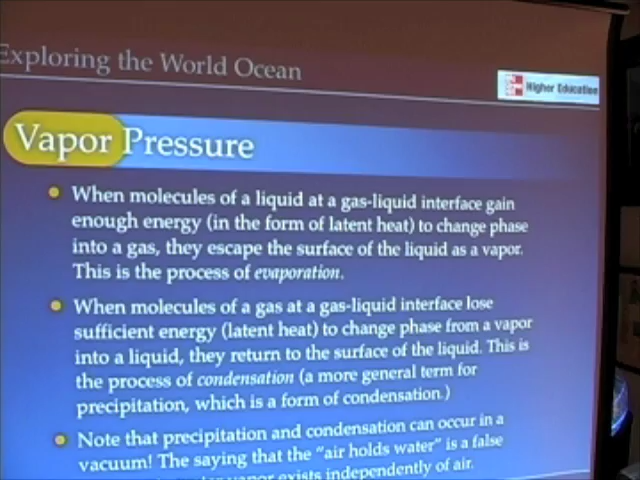 Exploring the World Ocean
Higher Education
Vapor Pressure
When molecules of a liquid at a gas-liquid interface gain
enough energy (in the form of latent heat) to change phase
into a gas, they escape the surface of the liquid as a vapor.
This is the process of evaporation.
When molecules of a gas at a gas-liquid interface lose
sufficient energy (latent heat) to change phase from a vapor
into a liquid, they return to the surface of the liquid. This is
the process of condensation (a more general term for
precipitation, which is a form of condensation.)
Note that precipitation and condensation can occur in a
vacuum! The saying that the "air holds water" is a false
vapor exists independently of air.